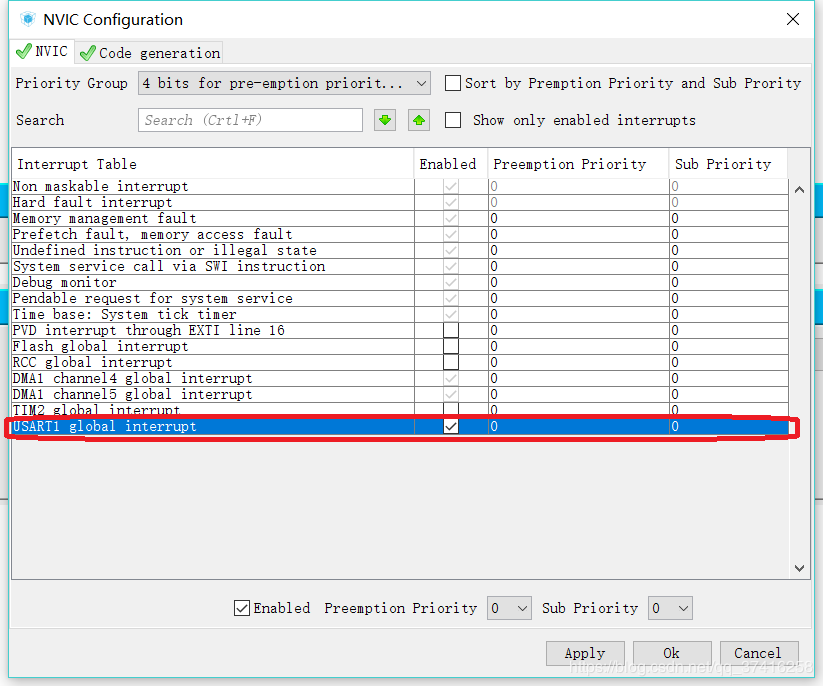 NVIC Configuration
NVIC Code generation
Priority Group 4 bits for pre-emption priorit... Sort by Premption Priority and Sub Prority
Search Search (Crtl+F) Show only enabled interrupts
Interrupt Table Enabled Preemption Priority Sub Priority
Non maskable interrupt 0 0
Hard fault interrupt 0 0
Memory management fault 0 0
Prefetch fault, memory access fault 0 0
Undefined instruction or illegal state 0 0
System service call via SWI instruction 0 0
Debug monitor 0 0
Pendable request for system service 0 0
Time base: System tick timer 0 0
PVD interrupt through EXTI line 16 0 0
Flash global interrupt 0 0
RCC global interrupt 0 0
DMA1 channel4 global interrupt 0 0
DMA1 channel5 global interrupt 0 0
TIM2 global interrupt 0 0
USART1 global interrupt 0 0
Enabled Preemption Priority 0 Sub Priority 0
Apply Ok Cancel
https://blog.csdn.net/qq_37416258